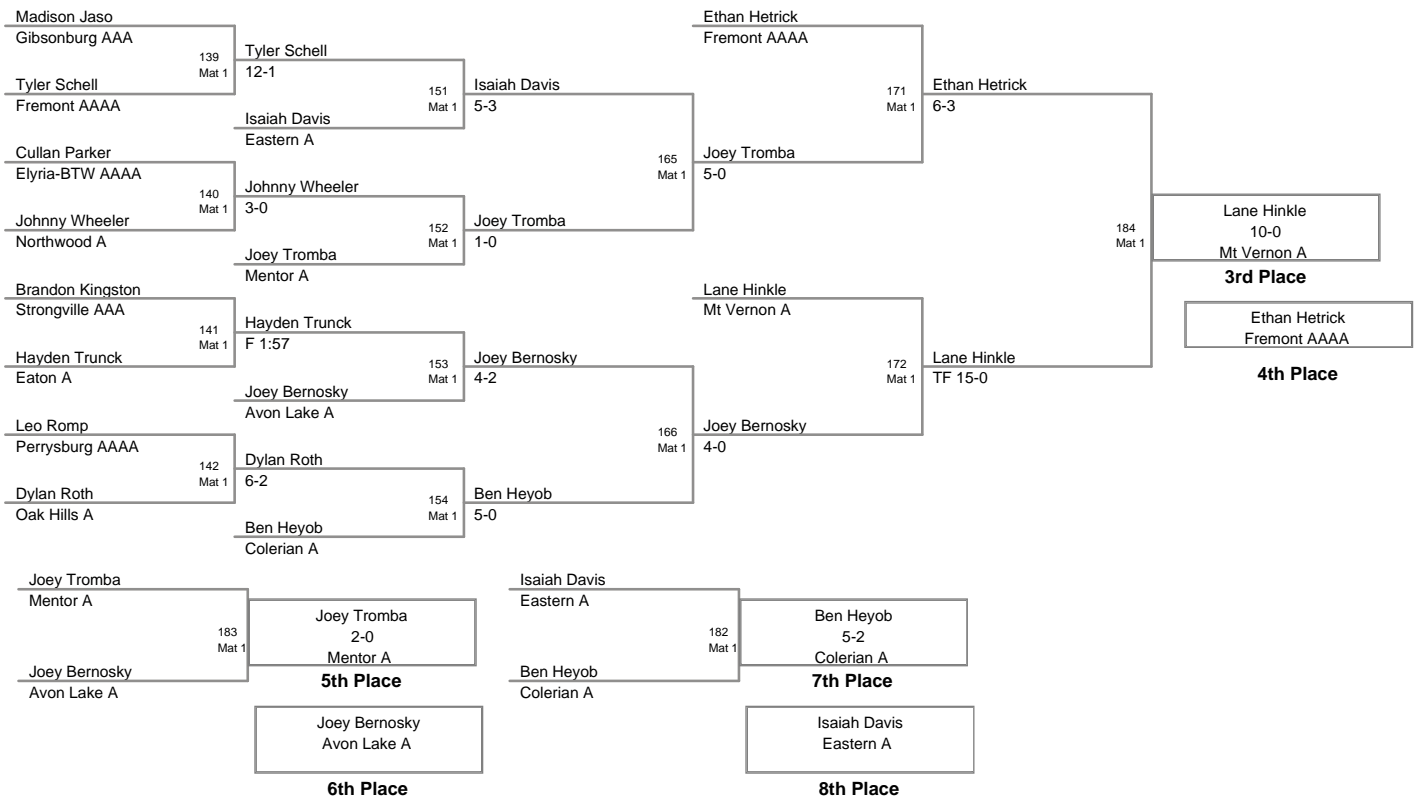 Madison Jaso
Gibsonburg AAA
139
Mat 1
Tyler Schell
Fremont AAAA
Tyler Schell
12-1
151
Mat 1
Isaiah Davis
Eastern A
Cullan Parker
Elyria-BTW AAAA
140
Mat 1
Johnny Wheeler
Northwood A
Johnny Wheeler
3-0
152
Mat 1
Joey Tromba
Mentor A
Brandon Kingston
Strongville AAA
141
Mat 1
Hayden Trunck
Eaton A
Hayden Trunck
F 1:57
153
Mat 1
Joey Bernosky
Avon Lake A
Leo Romp
Perrysburg AAAA
142
Mat 1
Dylan Roth
Oak Hills A
Dylan Roth
6-2
154
Mat 1
Ben Heyob
Colerian A
Isaiah Davis
5-3
165
Mat 1
Joey Tromba
1-0
Joey Bernosky
4-2
166
Mat 1
Ben Heyob
5-0
Ethan Hetrick
Fremont AAAA
171
Mat 1
Joey Tromba
5-0
Lane Hinkle
Mt Vernon A
172
Mat 1
Joey Bernosky
4-0
Ethan Hetrick
6-3
184
Mat 1
Lane Hinkle
TF 15-0
Lane Hinkle
10-0
Mt Vernon A
3rd Place
Ethan Hetrick
Fremont AAAA
4th Place
Joey Tromba
Mentor A
183
Mat 1
Joey Bernosky
Avon Lake A
Joey Tromba
2-0
Mentor A
5th Place
Joey Bernosky
Avon Lake A
6th Place
Isaiah Davis
Eastern A
182
Mat 1
Ben Heyob
Colerian A
Ben Heyob
5-2
Colerian A
7th Place
Isaiah Davis
Eastern A
8th Place